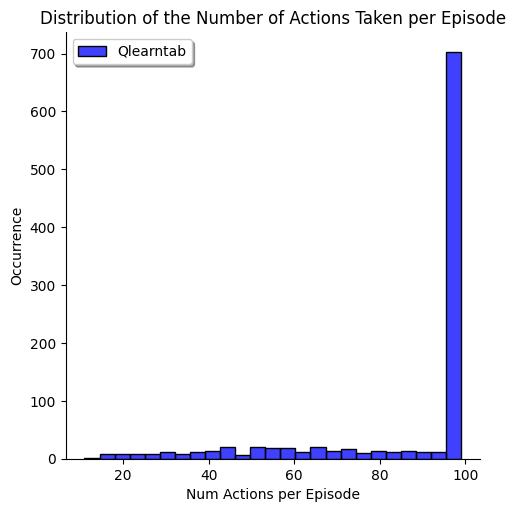 Distribution of the Number of Actions Taken per Episode
Qlearntab
700
600
500
400
300
200
100
0
Occurrence
20 40 60 80 100
Num Actions per Episode